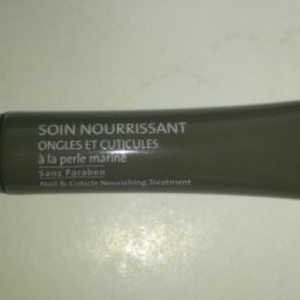 SOIN NOURRISSANT
ONGLES ET CUTICULES
à la perle marine
Sans Paraben
Nail & Cuticle Nourishing Treatment